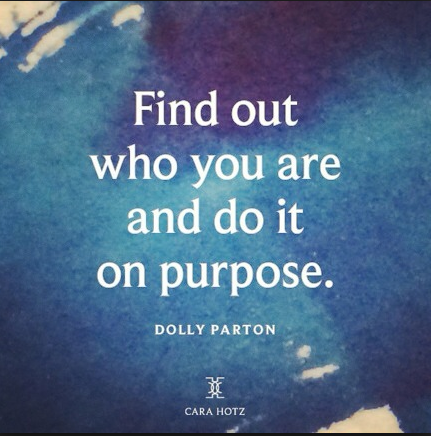 Find out
who you are
and do it
on purpose.
DOLLY PARTON
CARA HOTZ